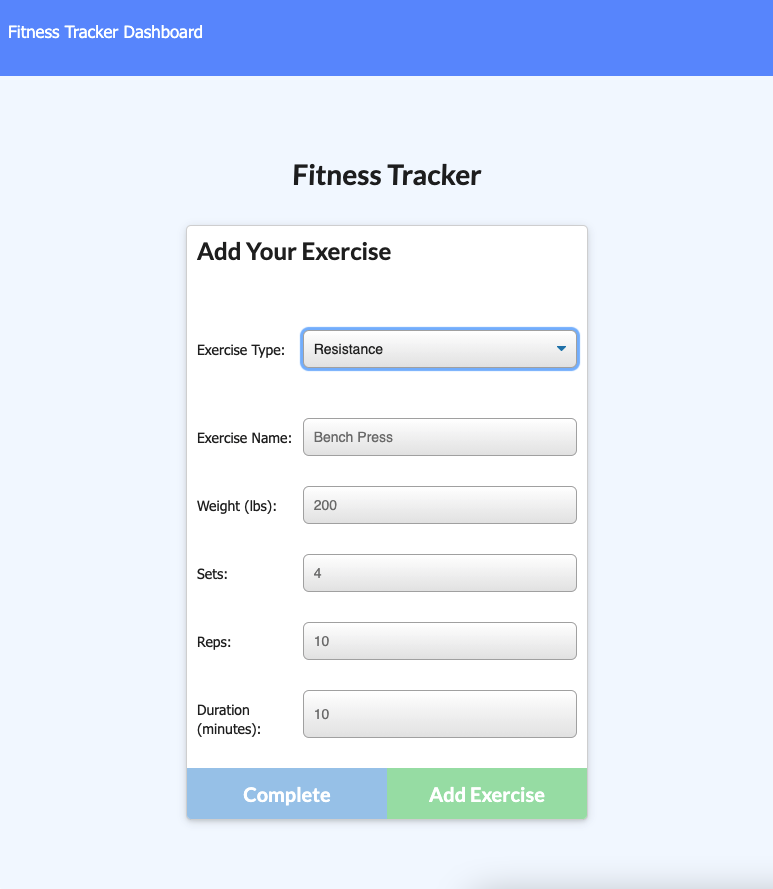 Fitness Tracker Dashboard
Fitness Tracker
Add Your Exercise
Exercise Type: Resistance
Exercise Name: Bench Press
Weight (lbs): 200
Sets: 4
Reps: 10
Duration
(minutes): 10
Complete Add Exercise